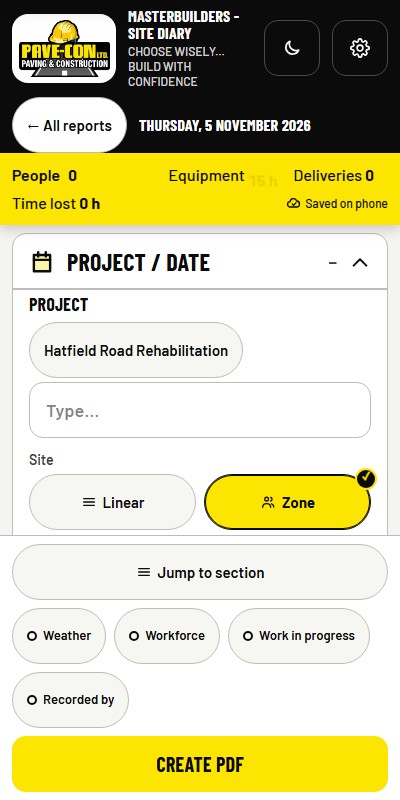 PAVE-CON LTD.
PAVING & CONSTRUCTION
MASTERBUILDERS -
SITE DIARY
CHOOSE WISELY...
BUILD WITH
CONFIDENCE
← All reports
THURSDAY, 5 NOVEMBER 2026
People 0
Equipment 15 h
Deliveries 0
Time lost 0 h
Saved on phone
PROJECT / DATE
–
PROJECT
Hatfield Road Rehabilitation
Type...
Site
Linear
Zone
Jump to section
Weather
Workforce
Work in progress
Recorded by
CREATE PDF